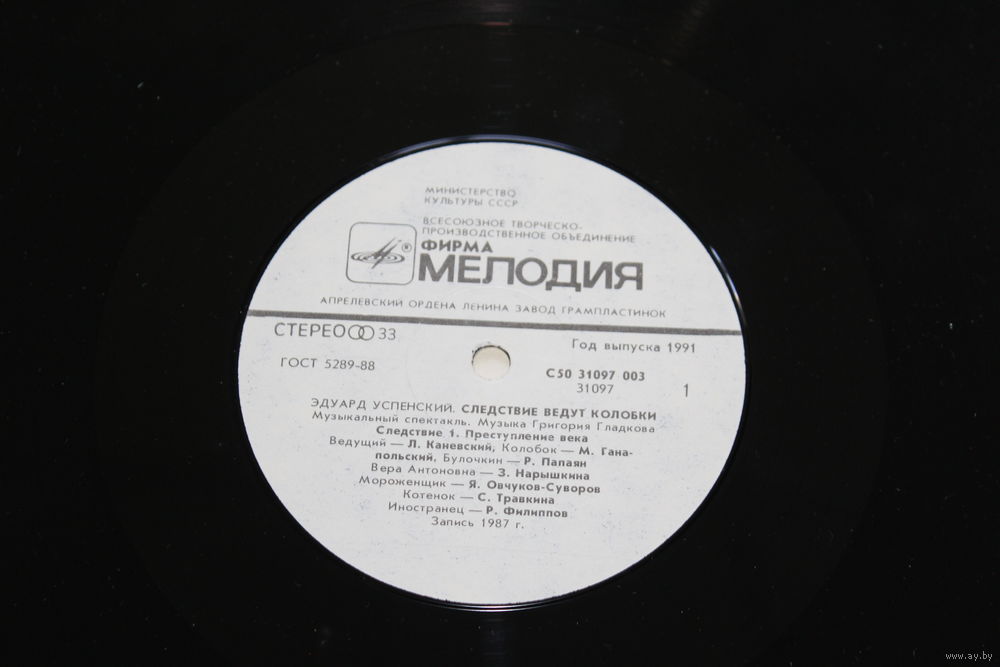 МИНИСТЕРСТВО
КУЛЬТУРЫ СССР
ВСЕСОЮЗНОЕ ТВОРЧЕСКО-
ПРОИЗВОДСТВЕННОЕ ОБЪЕДИНЕНИЕ
ФИРМА
®
МЕЛОДИЯ
АПРЕЛЕВСКИЙ ОРДЕНА ЛЕНИНА ЗАВОД ГРАМПЛАСТИНОК
СТЕРЕО 33
Год выпуска 1991
ГОСТ 5289-88
С50 31097 003
31097
1
ЭДУАРД УСПЕНСКИЙ. СЛЕДСТВИЕ ВЕДУТ КОЛОБКИ
Музыкальный спектакль. Музыка Григория Гладкова
Следствие 1. Преступление века
Ведущий — Л. Каневский, Колобок — М. Гана-
польский, Булочкин — Р. Папаян
Вера Антоновна — З. Нарышкина
Мороженщик — Я. Овчуков-Суворов
Котенок — С. Травкина
Иностранец — Р. Филиппов
Запись 1987 г.
www.ay.by